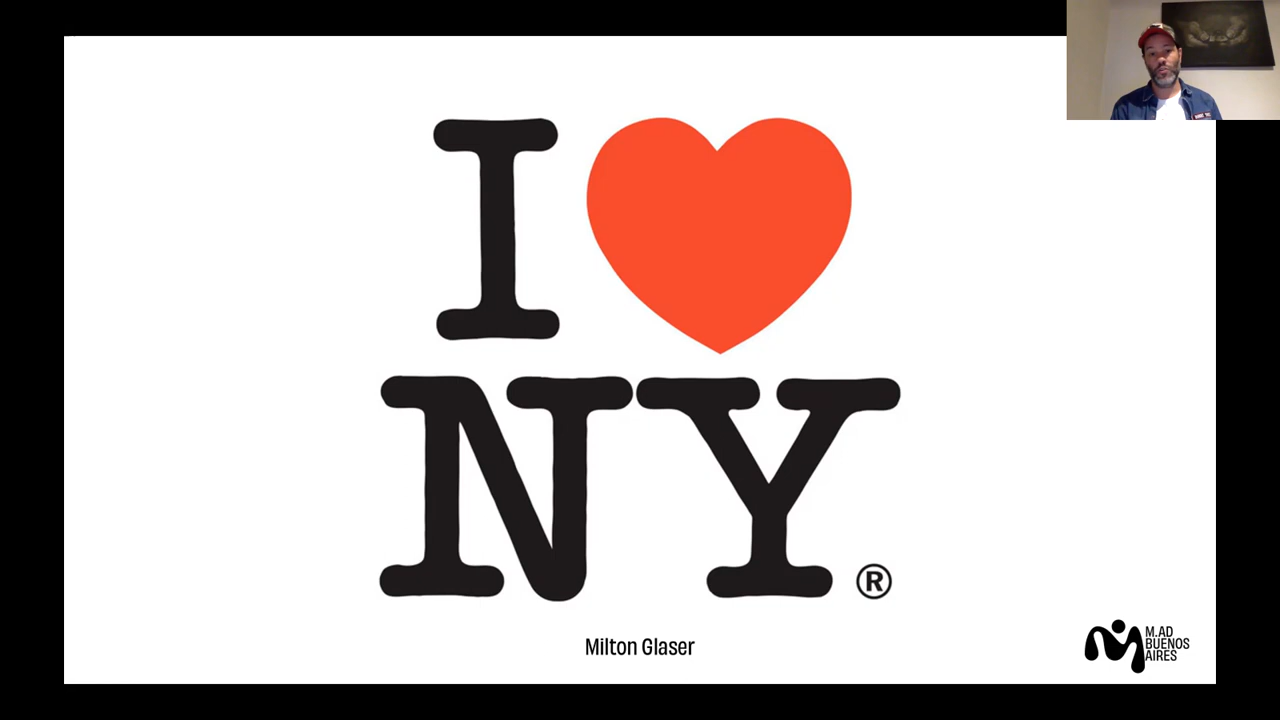 I ♥
NY®
Milton Glaser
M.AD
BUENOS
AIRES